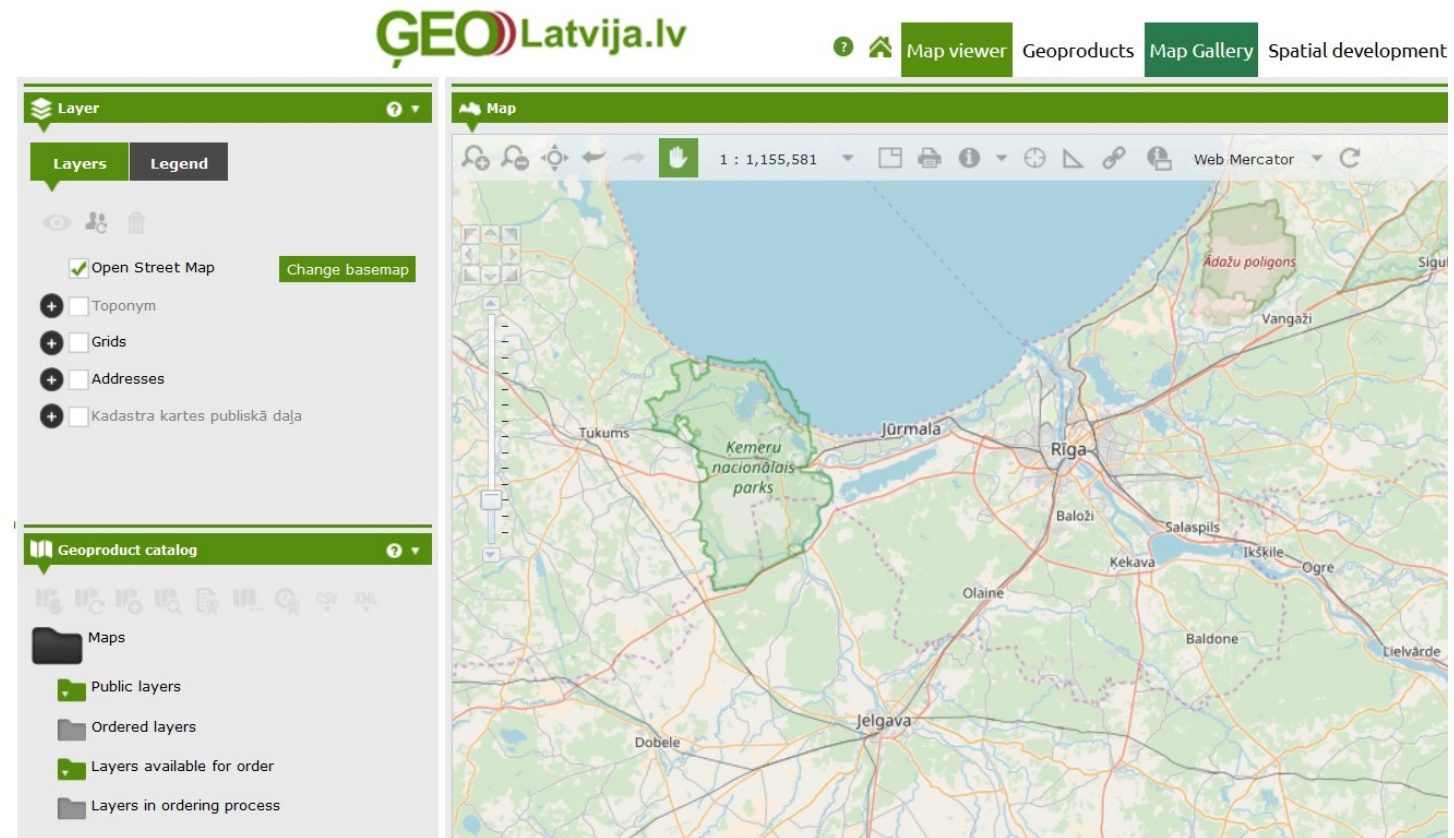 ĢEO Latvija.lv
? Map viewer Geoproducts Map Gallery Spatial development
Layer ?
Map
Layers Legend
1 : 1,155,581
Web Mercator
Open Street Map Change basemap
Toponym
Grids
Addresses
Kadastra kartes publiskā daļa
Ādažu poligons
Sigul
Vangaži
Tukums
Jūrmala
Ķemeru
nacionālais
parks
Rīga
Baloži
Salaspils
Ikšķile
Ogre
Ķekava
Olaine
Baldone
Lielvārde
Jelgava
Dobele
Geoproduct catalog ?
CSV XML
Maps
Public layers
Ordered layers
Layers available for order
Layers in ordering process